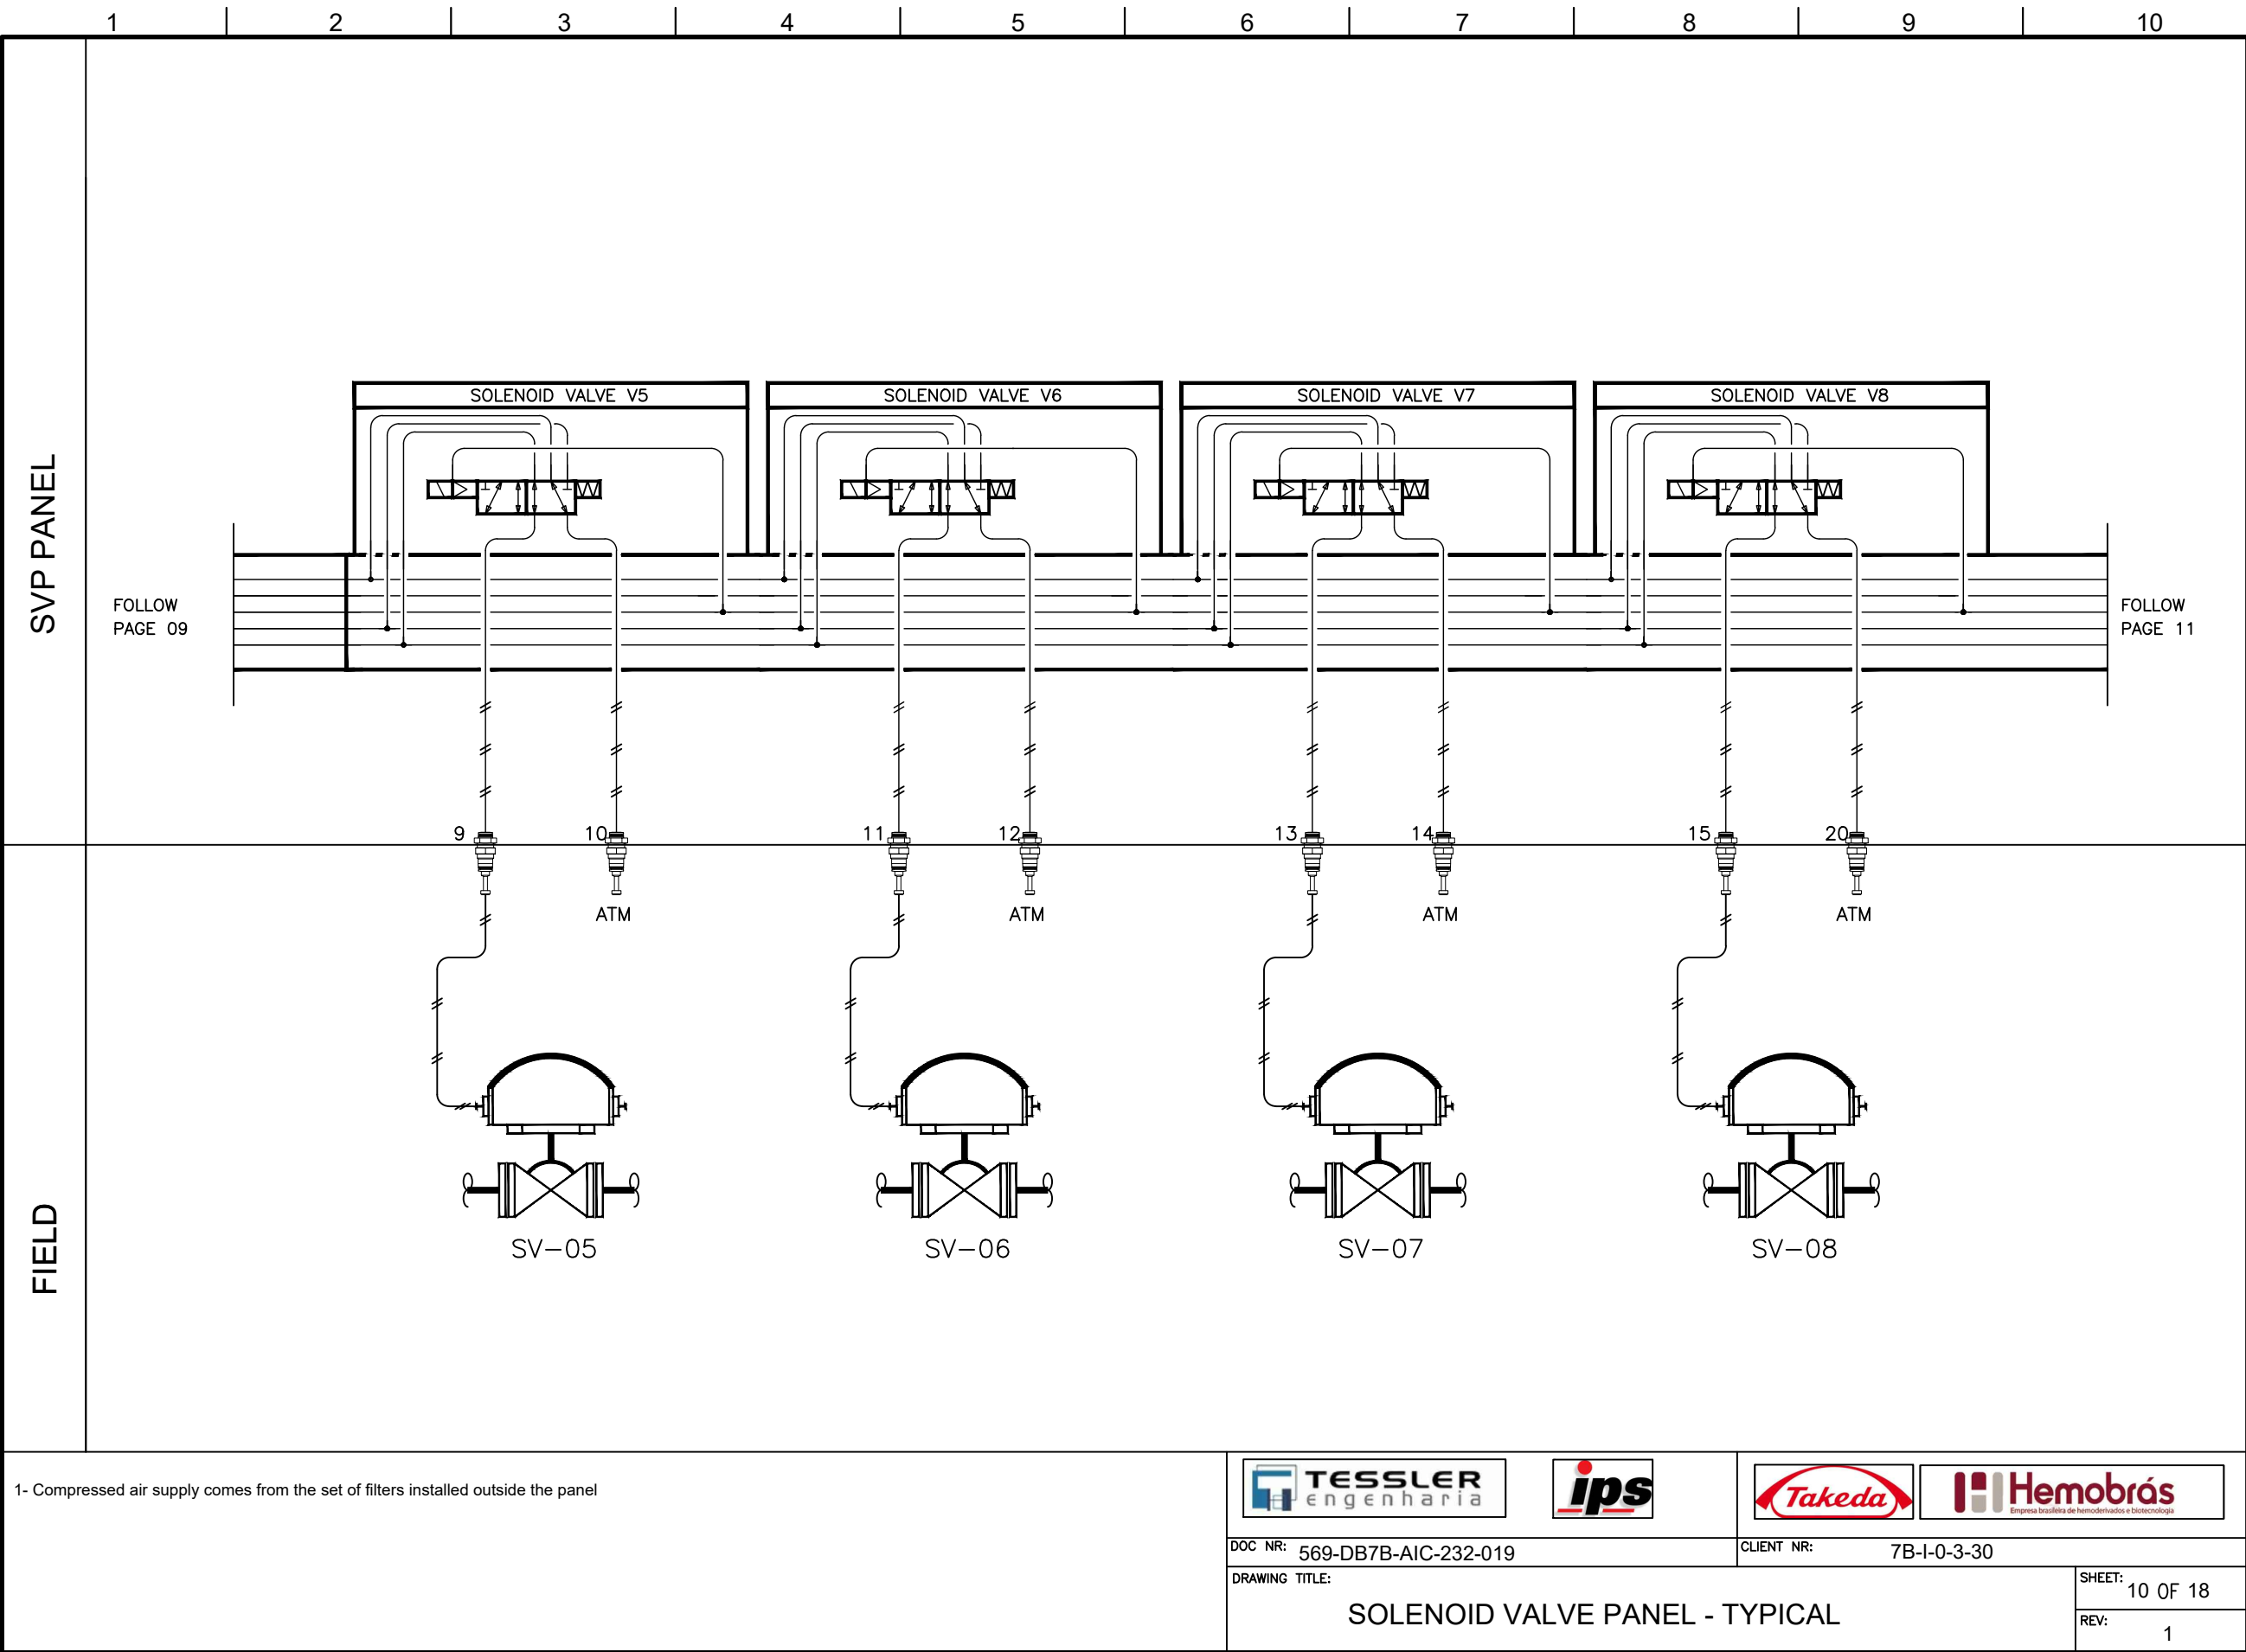 1 2 3 4 5 6 7 8 9 10
SVP PANEL
SOLENOID VALVE V5
SOLENOID VALVE V6
SOLENOID VALVE V7
SOLENOID VALVE V8
FOLLOW
PAGE 09
FOLLOW
PAGE 11
9 10 11 12 13 14 15 20
ATM ATM ATM ATM
FIELD
SV-05 SV-06 SV-07 SV-08
1- Compressed air supply comes from the set of filters installed outside the panel
TESSLER
engenharia
ips
Takeda
Hemobrás
Empresa brasileira de hemoderivados e biotecnologia
DOC NR: 569-DB7B-AIC-232-019
CLIENT NR: 7B-I-0-3-30
DRAWING TITLE:
SOLENOID VALVE PANEL - TYPICAL
SHEET: 10 OF 18
REV: 1